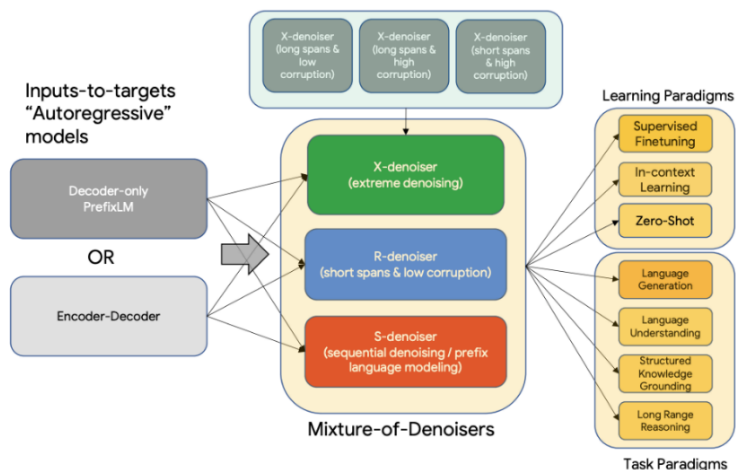 X-denoiser
(long spans &
low
corruption)
X-denoiser
(long spans &
high
corruption)
X-denoiser
(short spans
& high
corruption)
Inputs-to-targets
“Autoregressive”
models
Decoder-only
PrefixLM
OR
Encoder-Decoder
X-denoiser
(extreme denoising)
R-denoiser
(short spans & low corruption)
S-denoiser
(sequential denoising / prefix
language modeling)
Mixture-of-Denoisers
Learning Paradigms
Supervised
Finetuning
In-context
Learning
Zero-Shot
Language
Generation
Language
Understanding
Structured
Knowledge
Grounding
Long Range
Reasoning
Task Paradigms